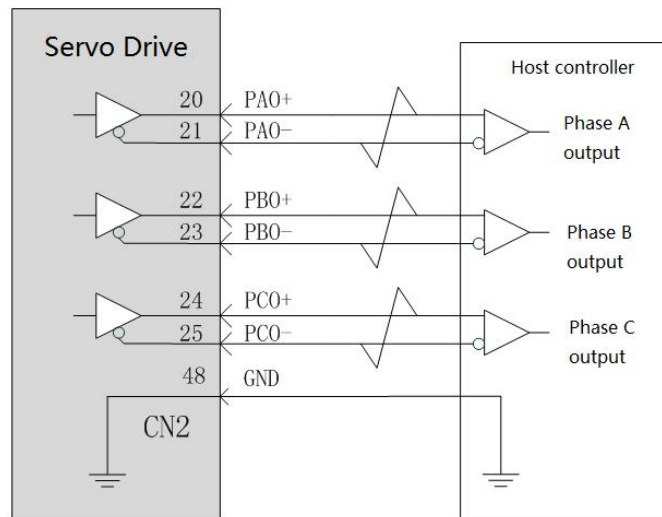 Servo Drive
Host controller
20 PAO+
21 PAO-
Phase A
output
22 PBO+
23 PBO-
Phase B
output
24 PCO+
25 PCO-
Phase C
output
48 GND
CN2